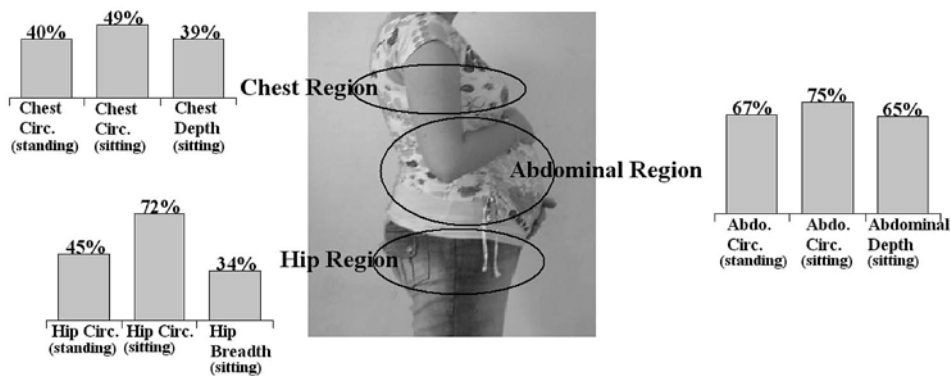 40%
49%
39%
Chest
Circ.
(standing)
Chest
Circ.
(sitting)
Chest
Depth
(sitting)
Chest Region
Abdominal Region
Hip Region
67%
75%
65%
Abdo.
Circ.
(standing)
Abdo.
Circ.
(sitting)
Abdominal
Depth
(sitting)
45%
72%
34%
Hip Circ.
(standing)
Hip Circ.
(sitting)
Hip
Breadth
(sitting)